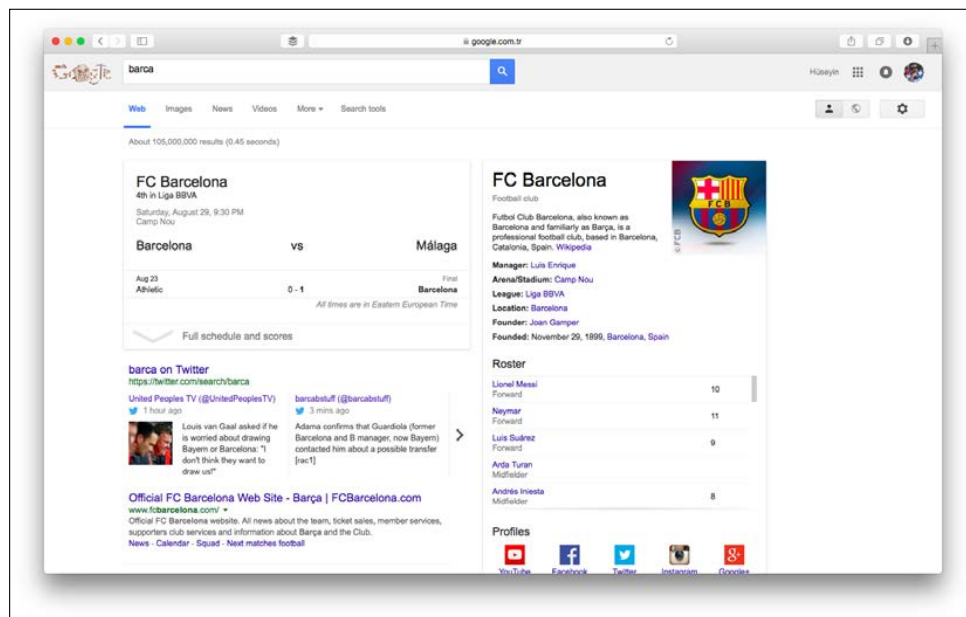 google.com.tr
barca
Hüseyin
Web Images News Videos More Search tools
About 105,000,000 results (0.45 seconds)
FC Barcelona
4th in Liga BBVA
Saturday, August 29, 9:30 PM
Camp Nou
Barcelona vs Málaga
Aug 23 Final
Athletic 0 - 1 Barcelona
All times are in Eastern European Time
Full schedule and scores
barca on Twitter
https://twitter.com/search/barca
United Peoples TV (@UnitedPeoplesTV)
1 hour ago
Louis van Gaal asked if he
is worried about drawing
Bayern or Barcelona: "I
don't think they want to
draw us!"
barcabstuff (@barcabstuff)
3 mins ago
Adama confirms that Guardiola (former
Barcelona and B manager, now Bayern)
contacted him about a possible transfer
[rac1]
Official FC Barcelona Web Site - Barça | FCBarcelona.com
www.fcbarcelona.com/
Official FC Barcelona website. All news about the team, ticket sales, member services,
supporters club services and information about Barça and the Club.
News - Calendar - Squad - Next matches football
FC Barcelona
Football club
FCB
© FCB
Futbol Club Barcelona, also known as
Barcelona and familiarly as Barça, is a
professional football club, based in Barcelona,
Catalonia, Spain. Wikipedia
Manager: Luis Enrique
Arena/Stadium: Camp Nou
League: Liga BBVA
Location: Barcelona
Founder: Joan Gamper
Founded: November 29, 1899, Barcelona, Spain
Roster
Lionel Messi 10
Forward
Neymar 11
Forward
Luis Suárez 9
Forward
Arda Turan
Midfielder
Andrés Iniesta 8
Midfielder
Profiles
YouTube Facebook Twitter Instagram Google+